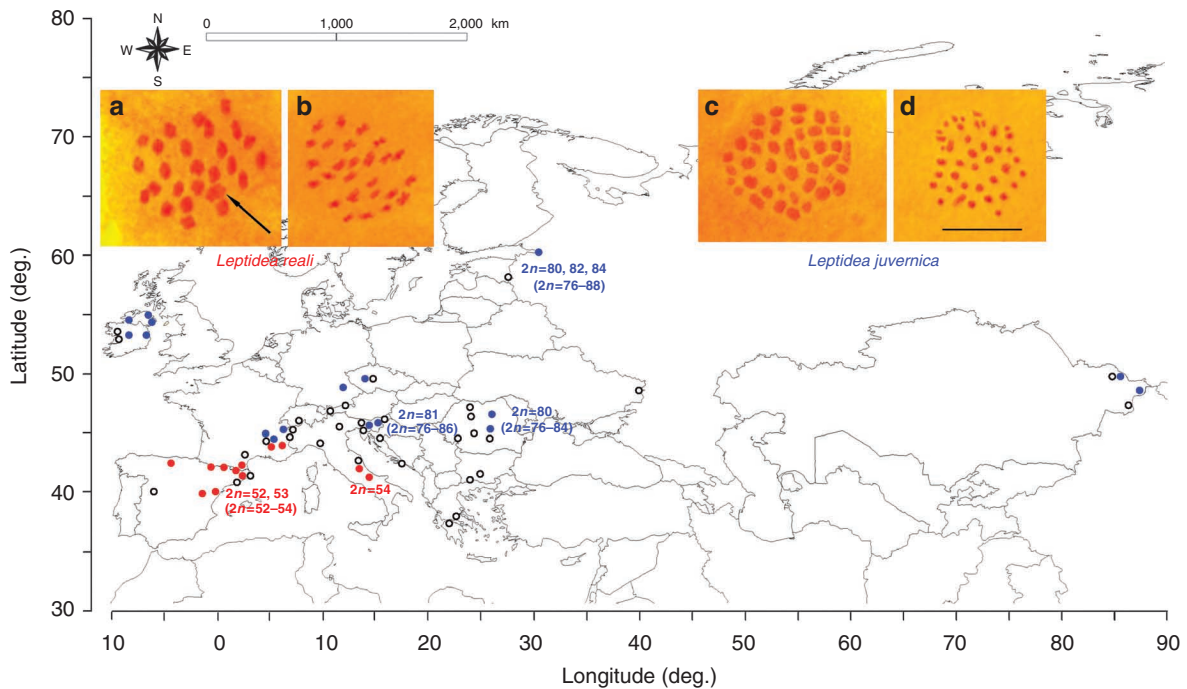 80
70
60
50
40
30
Latitude (deg.)
N
W E
S
0 1,000 2,000 km
a
b
c
d
Leptidea reali
Leptidea juvernica
2n=80, 82, 84
(2n=76–88)
2n=81
(2n=76–86)
2n=80
(2n=76–84)
2n=52, 53
(2n=52–54)
2n=54
10 0 10 20 30 40 50 60 70 80 90
Longitude (deg.)